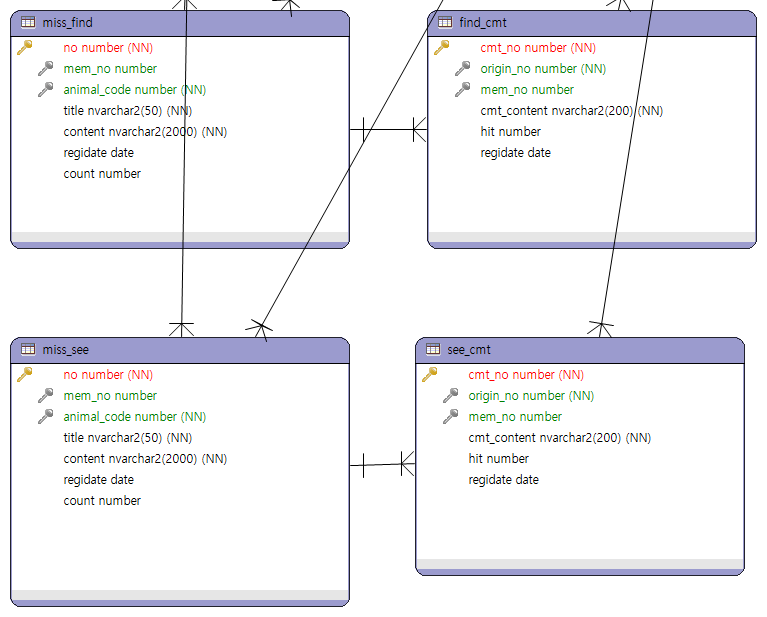 miss_find
no number (NN)
mem_no number
animal_code number (NN)
title nvarchar2(50) (NN)
content nvarchar2(2000) (NN)
regidate date
count number
find_cmt
cmt_no number (NN)
origin_no number (NN)
mem_no number
cmt_content nvarchar2(200) (NN)
hit number
regidate date
miss_see
no number (NN)
mem_no number
animal_code number (NN)
title nvarchar2(50) (NN)
content nvarchar2(2000) (NN)
regidate date
count number
see_cmt
cmt_no number (NN)
origin_no number (NN)
mem_no number
cmt_content nvarchar2(200) (NN)
hit number
regidate date